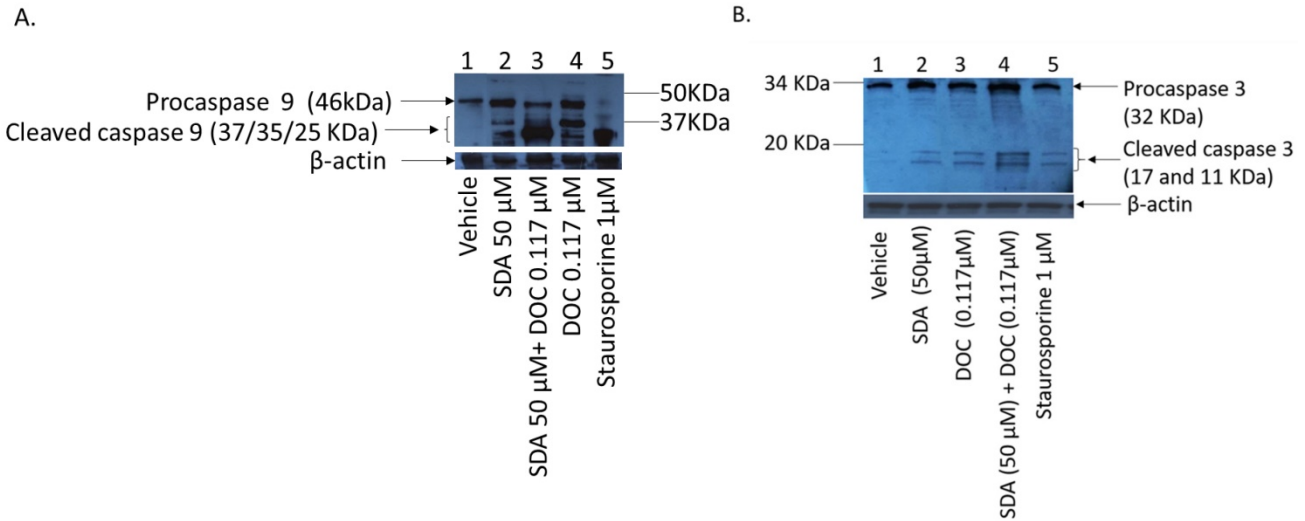 A.
1 2 3 4 5
Procaspase 9 (46kDa)
50KDa
Cleaved caspase 9 (37/35/25 KDa)
37KDa
β-actin
Vehicle
SDA 50 µM
SDA 50 µM+ DOC 0.117 µM
DOC 0.117 µM
Staurosporine 1µM
B.
1 2 3 4 5
34 KDa
Procaspase 3
(32 KDa)
20 KDa
Cleaved caspase 3
(17 and 11 KDa)
β-actin
Vehicle
SDA (50µM)
DOC (0.117µM)
SDA (50 µM) + DOC (0.117µM)
Staurosporine 1 µM